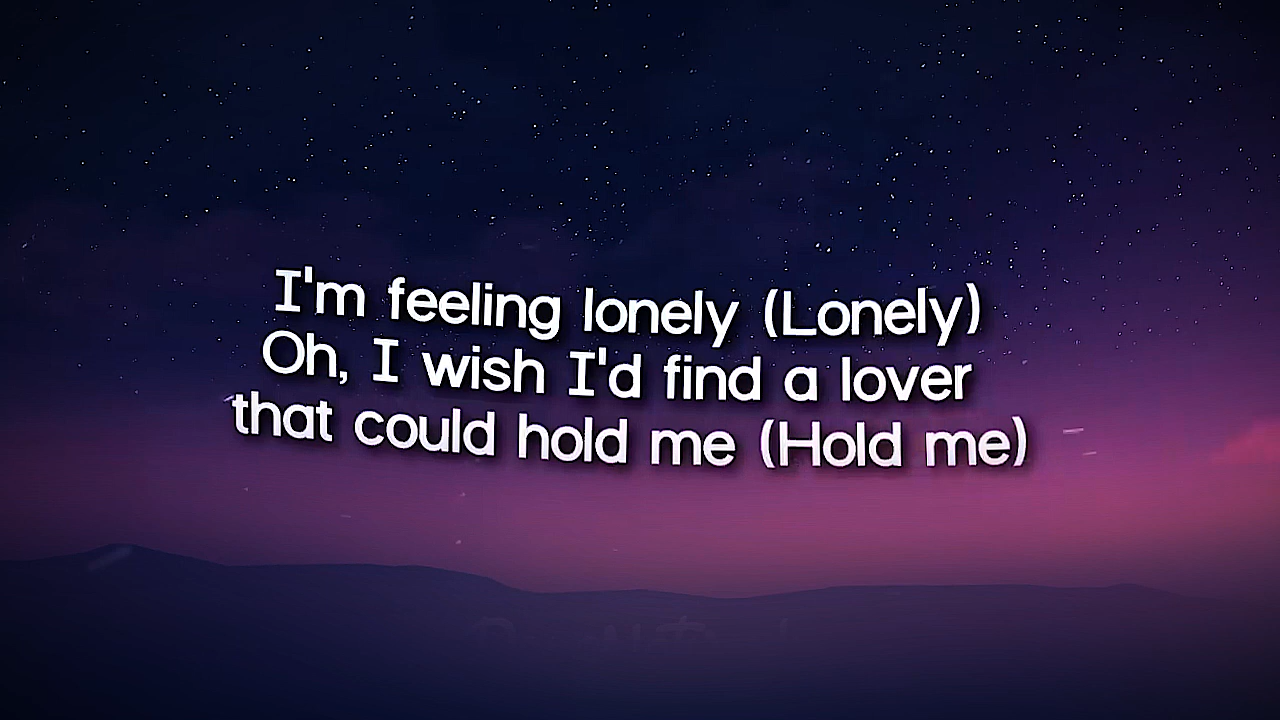 I'm feeling lonely (Lonely)
Oh, I wish I'd find a lover
that could hold me (Hold me)